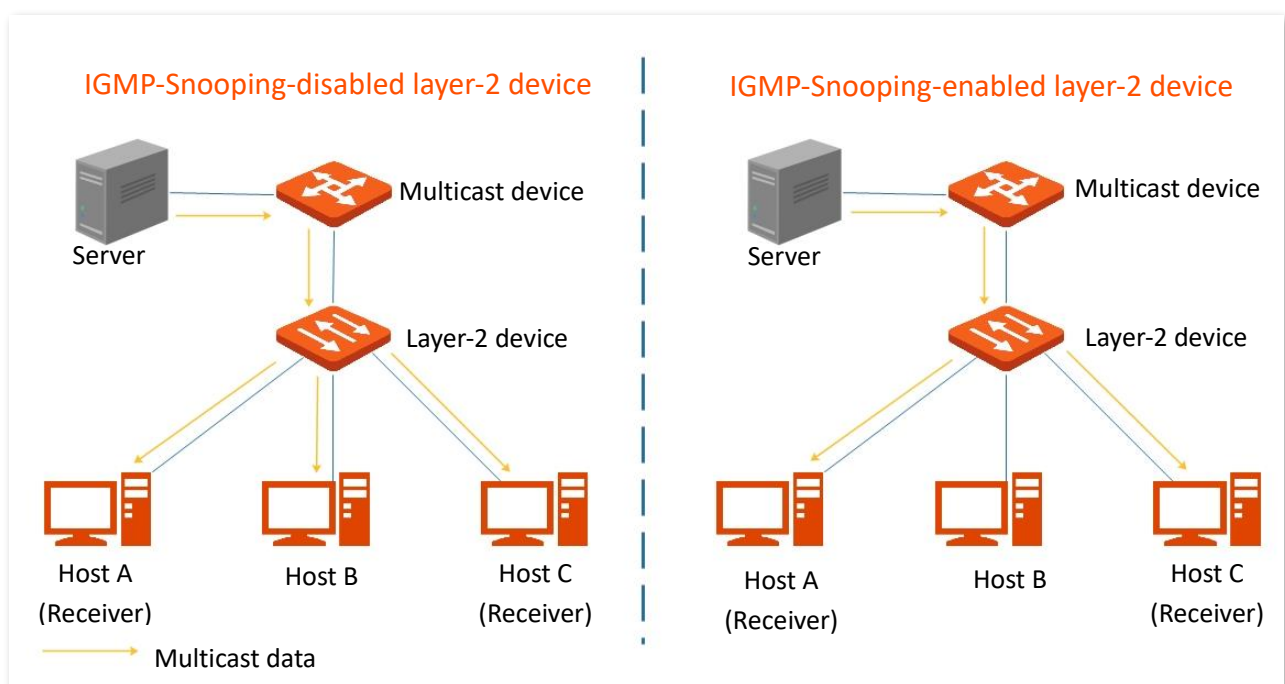 IGMP-Snooping-disabled layer-2 device
Multicast device
Server
Layer-2 device
Host A
(Receiver)
Host B
Host C
(Receiver)
Multicast data
IGMP-Snooping-enabled layer-2 device
Multicast device
Server
Layer-2 device
Host A
(Receiver)
Host B
Host C
(Receiver)